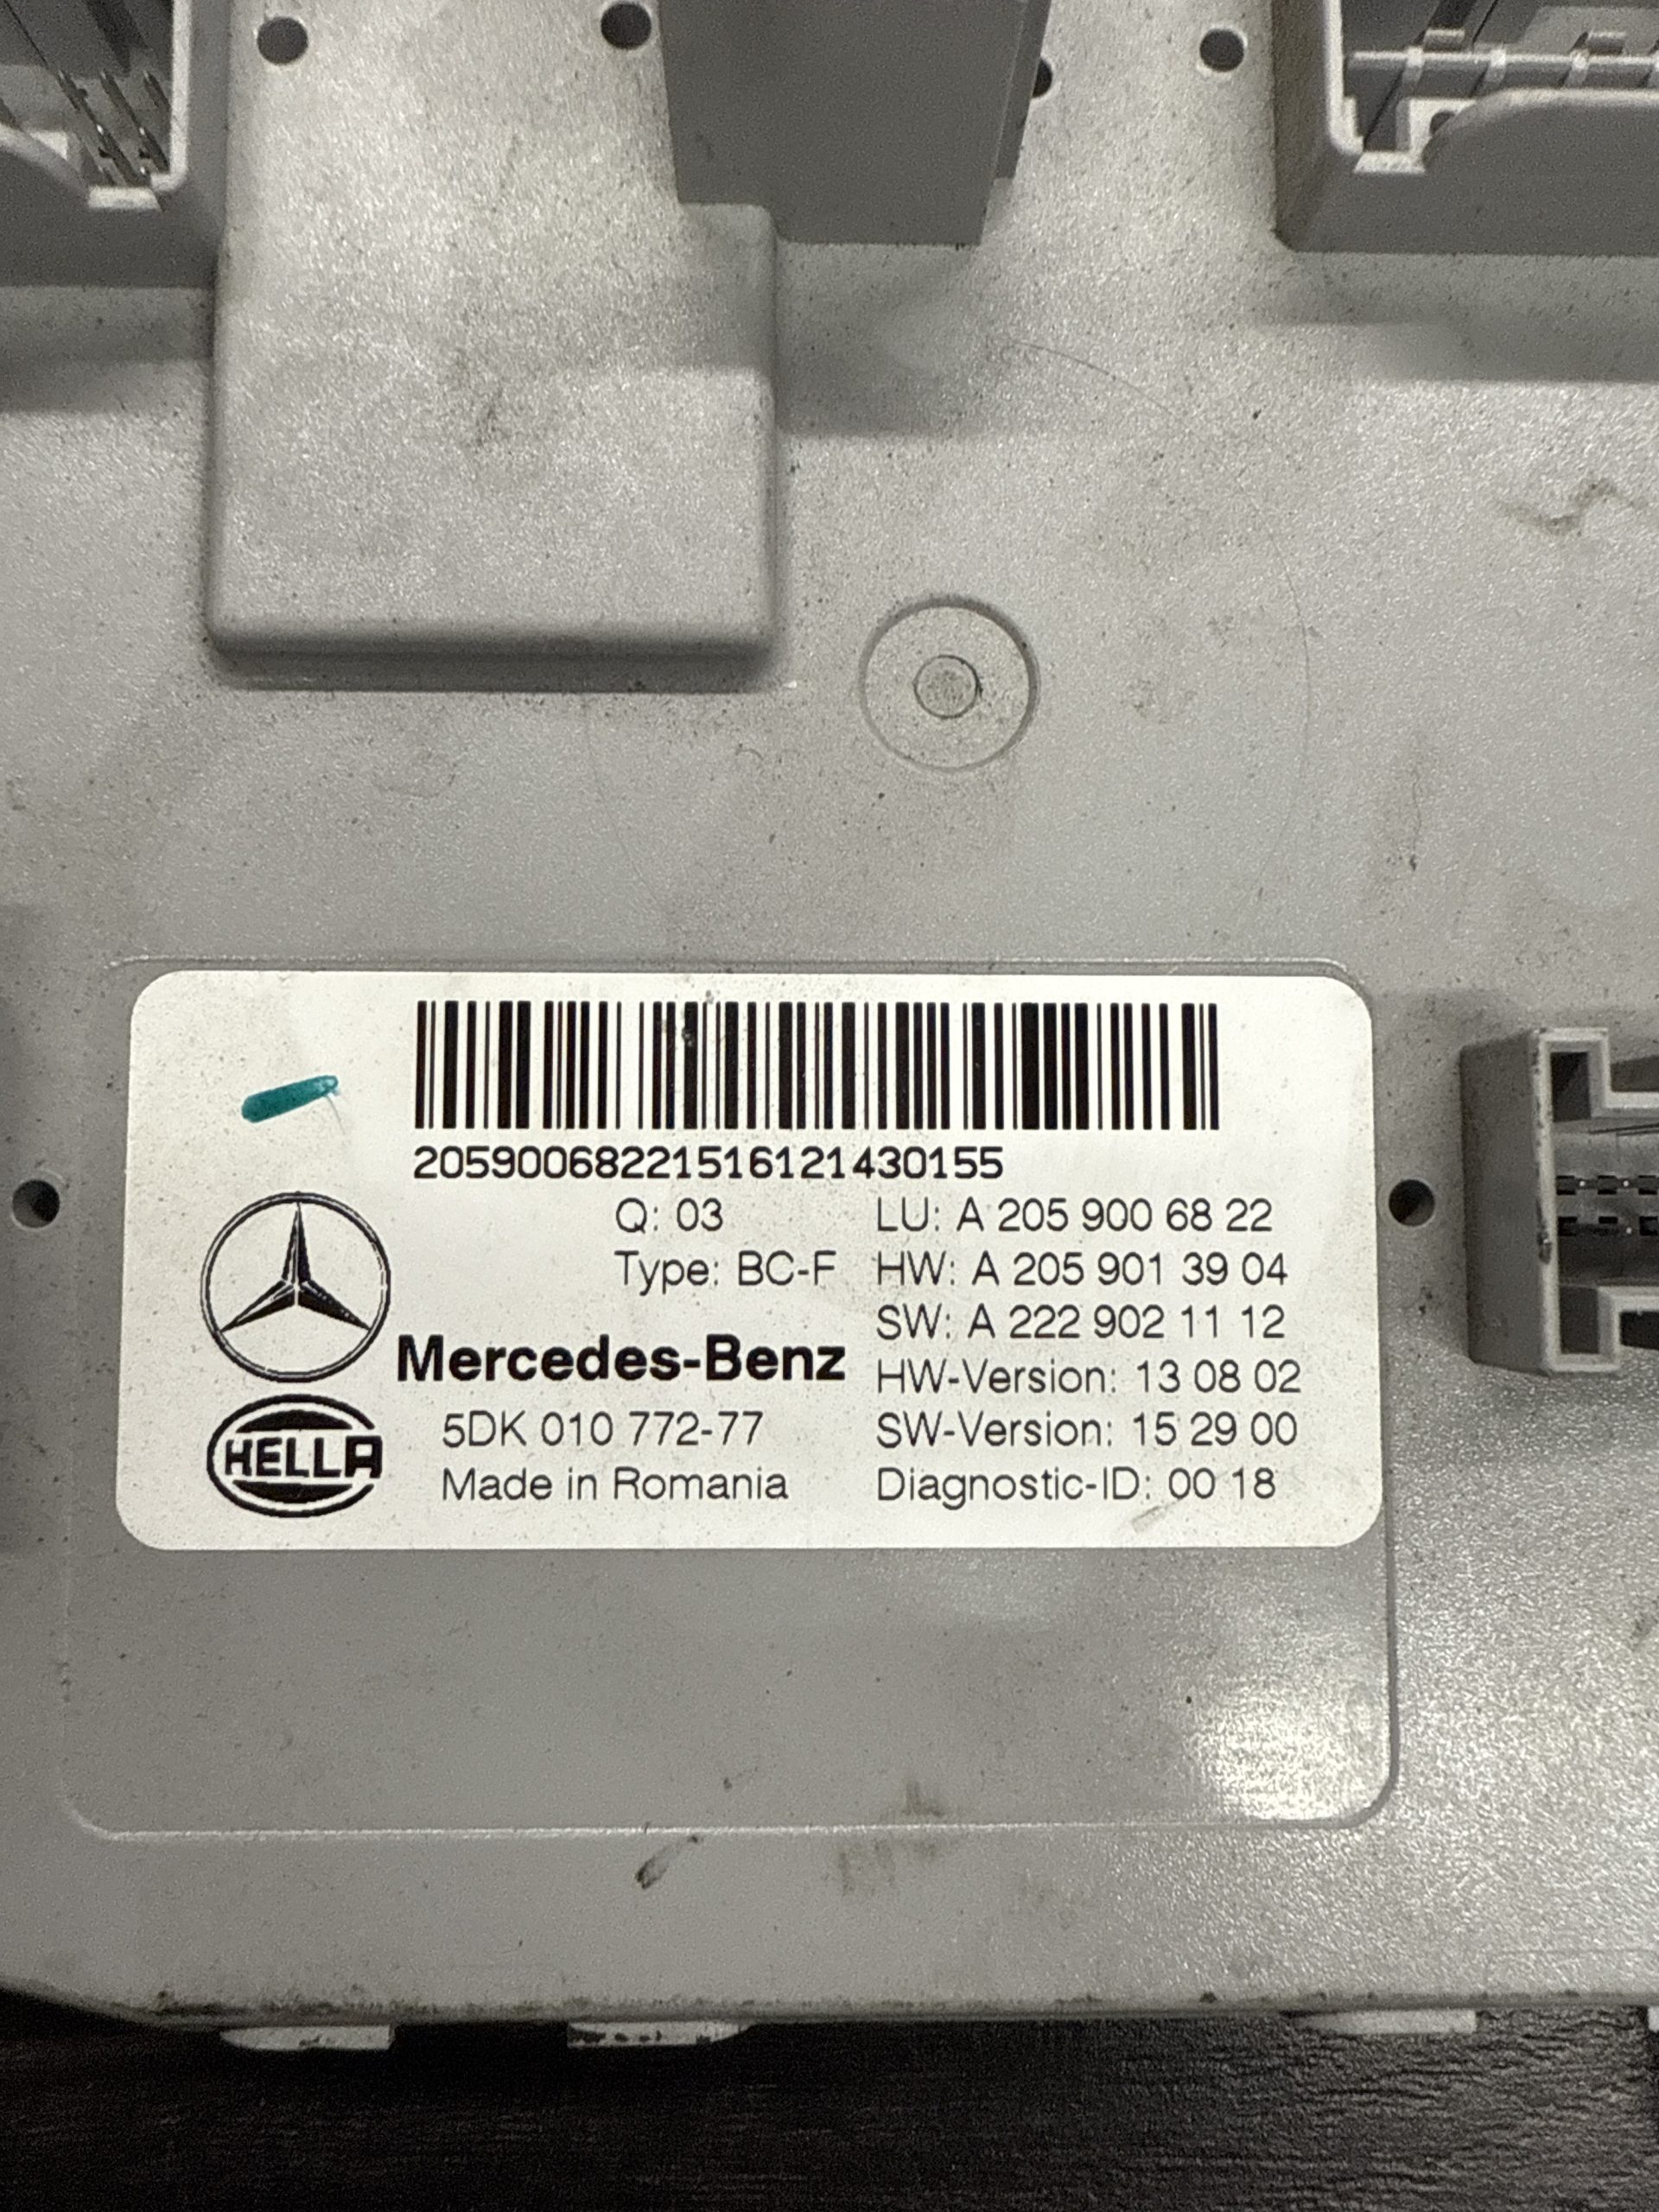 20590068221516121430155
Q: 03
Type: BC-F
Mercedes-Benz
HELLA
5DK 010 772-77
Made in Romania
LU: A 205 900 68 22
HW: A 205 901 39 04
SW: A 222 902 11 12
HW-Version: 13 08 02
SW-Version: 15 29 00
Diagnostic-ID: 00 18